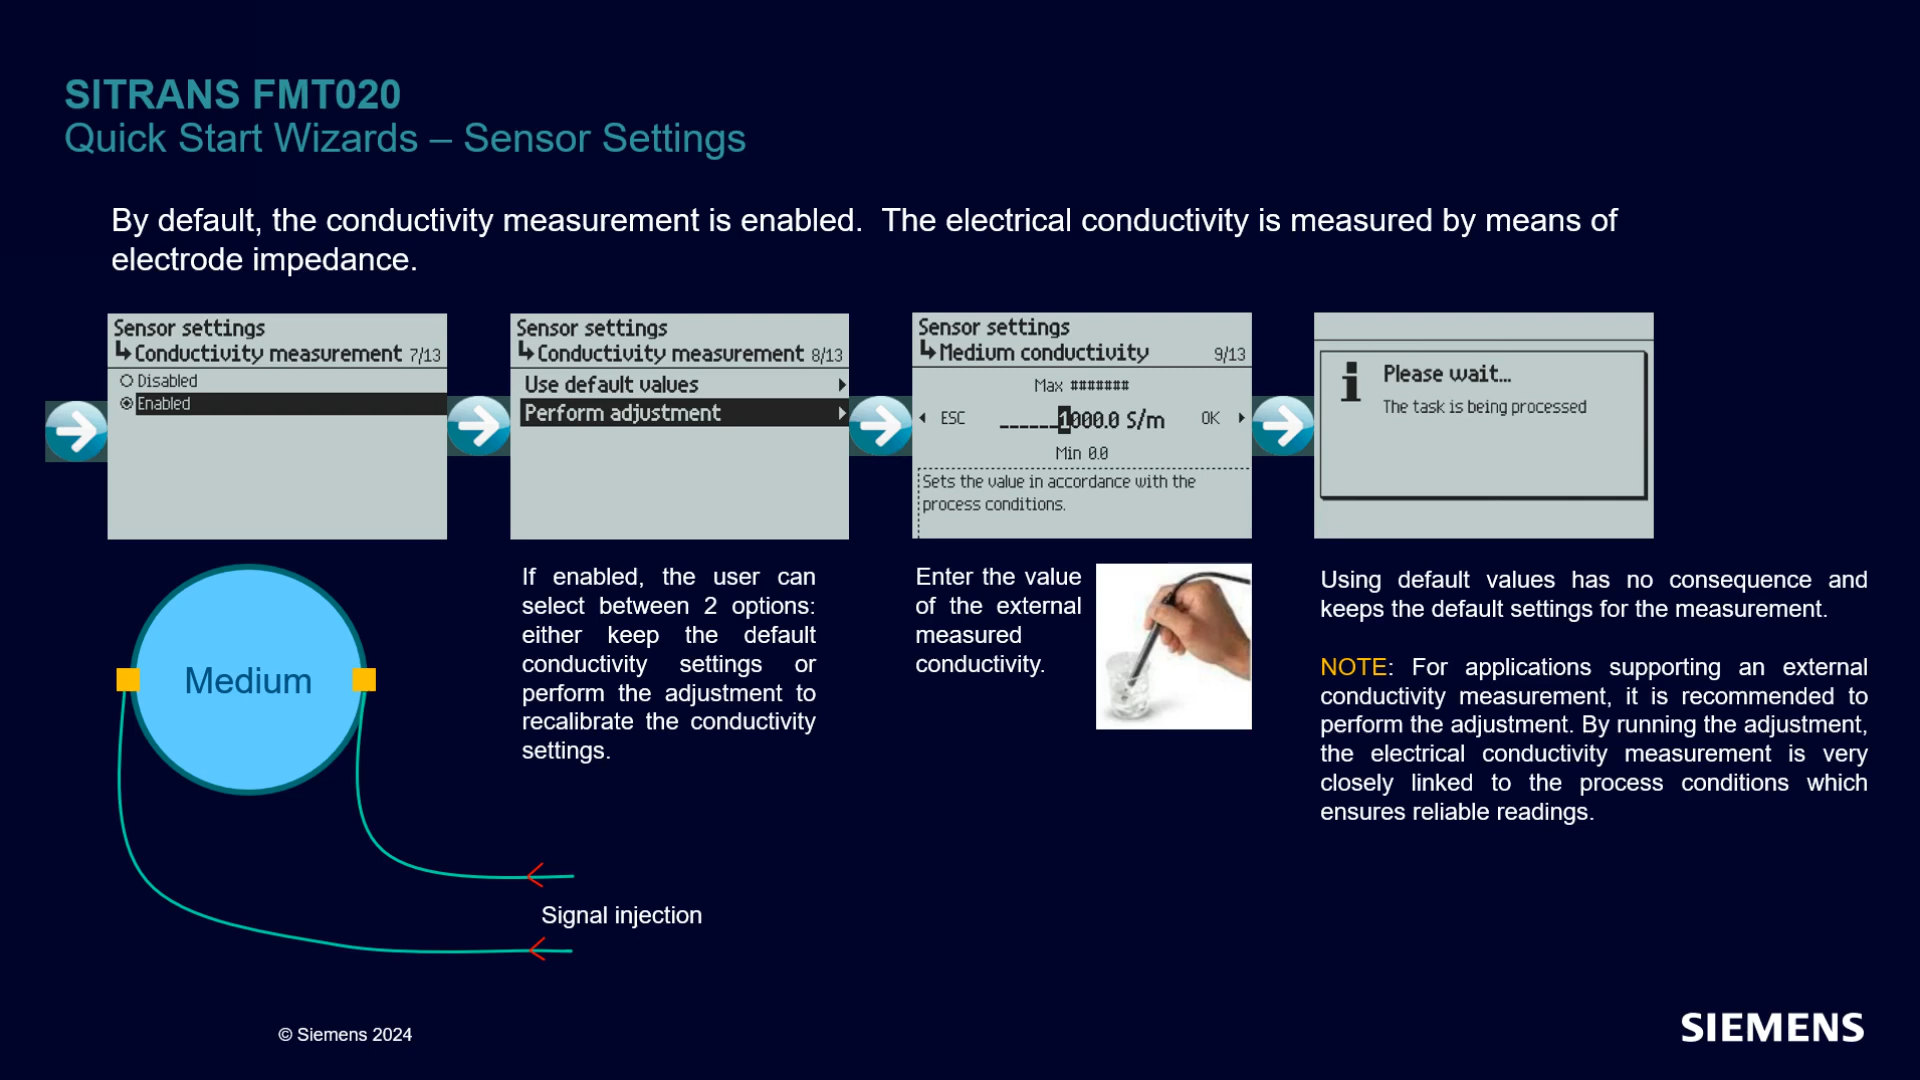 SITRANS FMT020
Quick Start Wizards – Sensor Settings
By default, the conductivity measurement is enabled.  The electrical conductivity is measured by means of
electrode impedance.
Sensor settings
Conductivity measurement 7/13
Disabled
Enabled
Sensor settings
Conductivity measurement 8/13
Use default values
Perform adjustment
Sensor settings
Medium conductivity 9/13
Max #######
ESC ______1000.0 S/m OK
Min 0.0
Sets the value in accordance with the
process conditions.
Please wait...
The task is being processed
Medium
Signal injection
If enabled, the user can
select between 2 options:
either keep the default
conductivity settings or
perform the adjustment to
recalibrate the conductivity
settings.
Enter the value
of the external
measured
conductivity.
Using default values has no consequence and
keeps the default settings for the measurement.
NOTE: For applications supporting an external
conductivity measurement, it is recommended to
perform the adjustment. By running the adjustment,
the electrical conductivity measurement is very
closely linked to the process conditions which
ensures reliable readings.
© Siemens 2024
SIEMENS